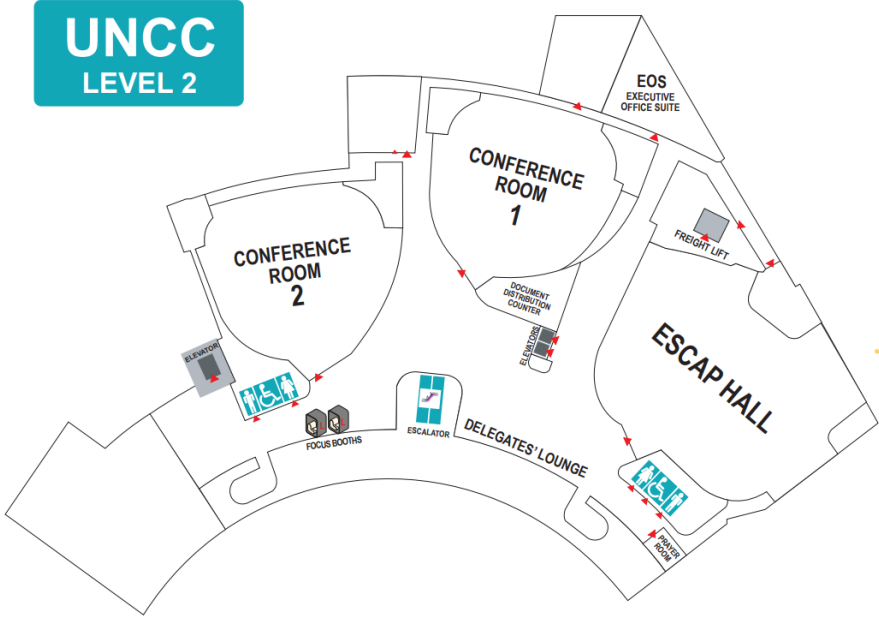 UNCC
LEVEL 2
EOS
EXECUTIVE
OFFICE SUITE
CONFERENCE
ROOM
1
CONFERENCE
ROOM
2
FREIGHT LIFT
DOCUMENT
DISTRIBUTION
COUNTER
ELEVATORS
ELEVATOR
ESCAP HALL
ESCALATOR
FOCUS BOOTHS
DELEGATES' LOUNGE
PRAYER
ROOM